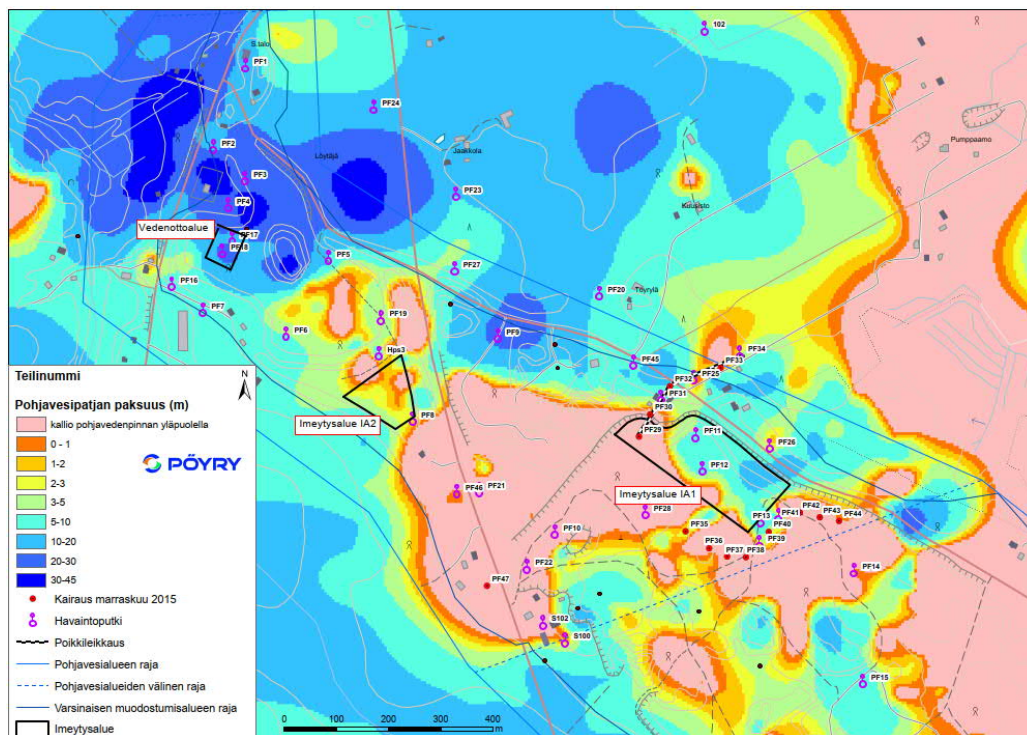 102
S.talo
PF1
PF24
Pumppaamo
PF2
Löytäjä
Jaakkola
PF3
PF23
Koivisto
PF4
Vedenottoalue
PF17
PF18
PF5
PF27
PF16
PF20
Töyrylä
PF7
PF19
PF6
PF9
Hps3
PF45
PF34
PF33
PF25
PF32
PF31
PF30
PF8
Imeytysalue IA2
PF29
PF11
PF26
PF12
PF46
PF21
Imeytysalue IA1
PF28
PF10
PF13
PF41
PF42
PF43
PF44
PF35
PF40
PF39
PF36
PF37
PF38
PF22
PF14
PF47
S102
S100
PF15
Teilinummi
N
Pohjavesipatjan paksuus (m)
kallio pohjavedenpinnan yläpuolella
0 - 1
1-2
PÖYRY
2-3
3-5
5-10
10-20
20-30
30-45
Kairaus marraskuu 2015
Havaintoputki
Poikkileikkaus
Pohjavesialueen raja
Pohjavesialueiden välinen raja
Varsinaisen muodostumisalueen raja
Imeytysalue
0 100 200 300 400
m